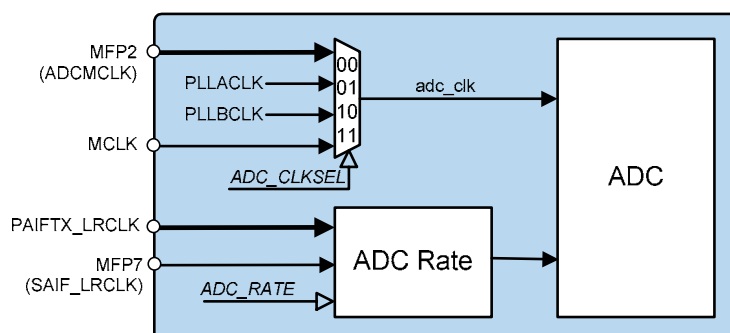 MFP2
(ADCMCLK)
PLLACLK
PLLBCLK
MCLK
00
01
10
11
ADC_CLKSEL
adc_clk
ADC
PAIFTX_LRCLK
MFP7
(SAIF_LRCLK)
ADC_RATE
ADC Rate